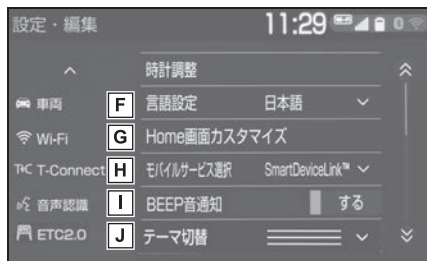 設定・編集 11:29
時計調整
車両 F 言語設定 日本語
Wi-Fi G Home画面カスタマイズ
T-Connect H モバイルサービス選択 SmartDeviceLink™
音声認識 I BEEP音通知 する
ETC2.0 J テーマ切替